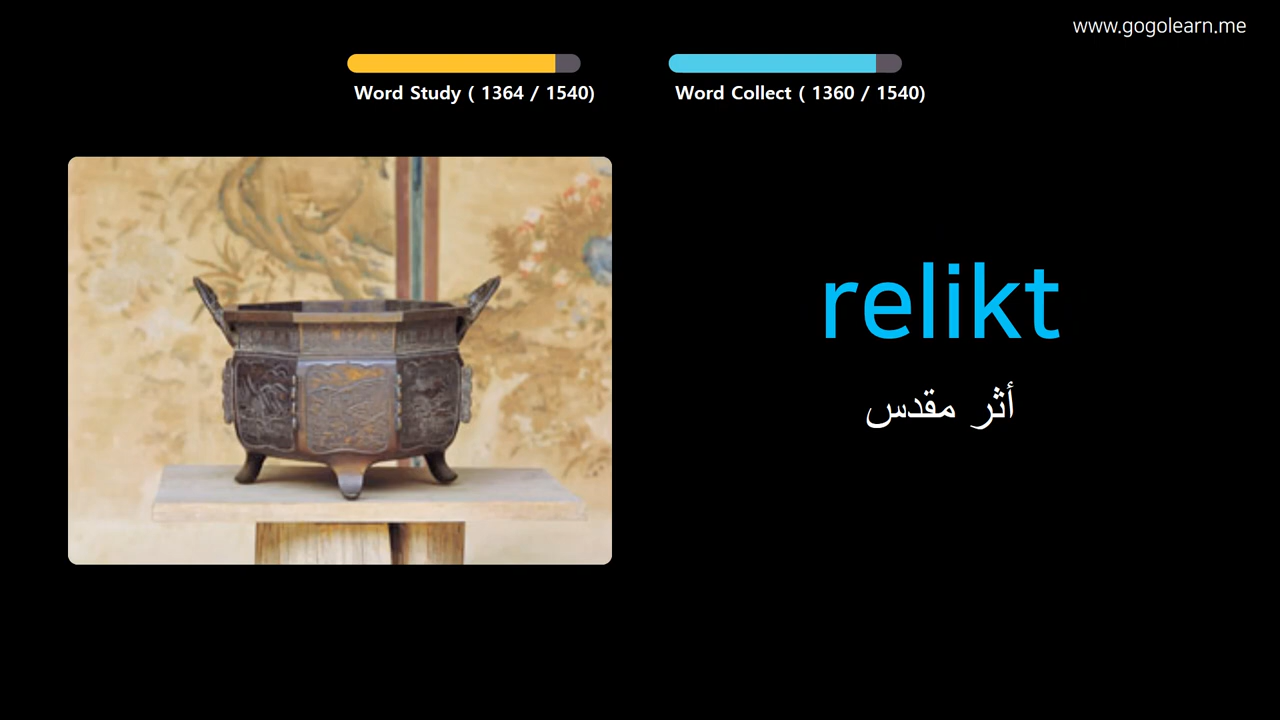 www.gogolearn.me
Word Study ( 1364 / 1540)
Word Collect ( 1360 / 1540)
relikt
أثر مقدس